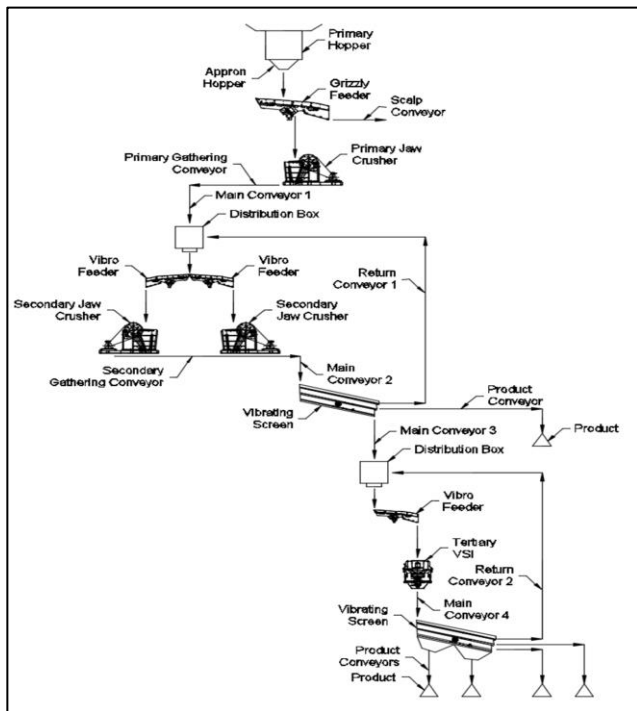 Primary
Hopper
Appron
Hopper
Grizzly
Feeder
Scalp
Conveyor
Primary Gathering
Conveyor
Primary Jaw
Crusher
Main Conveyor 1
Distribution Box
Vibro
Feeder
Vibro
Feeder
Return
Conveyor 1
Secondary Jaw
Crusher
Secondary
Jaw Crusher
Secondary
Gathering Conveyor
Main
Conveyor 2
Product
Conveyor
Vibrating
Screen
Product
Main Conveyor 3
Distribution Box
Vibro
Feeder
Tertiary
VSI
Return
Conveyor 2
Main
Conveyor 4
Vibrating
Screen
Product
Conveyors
Product